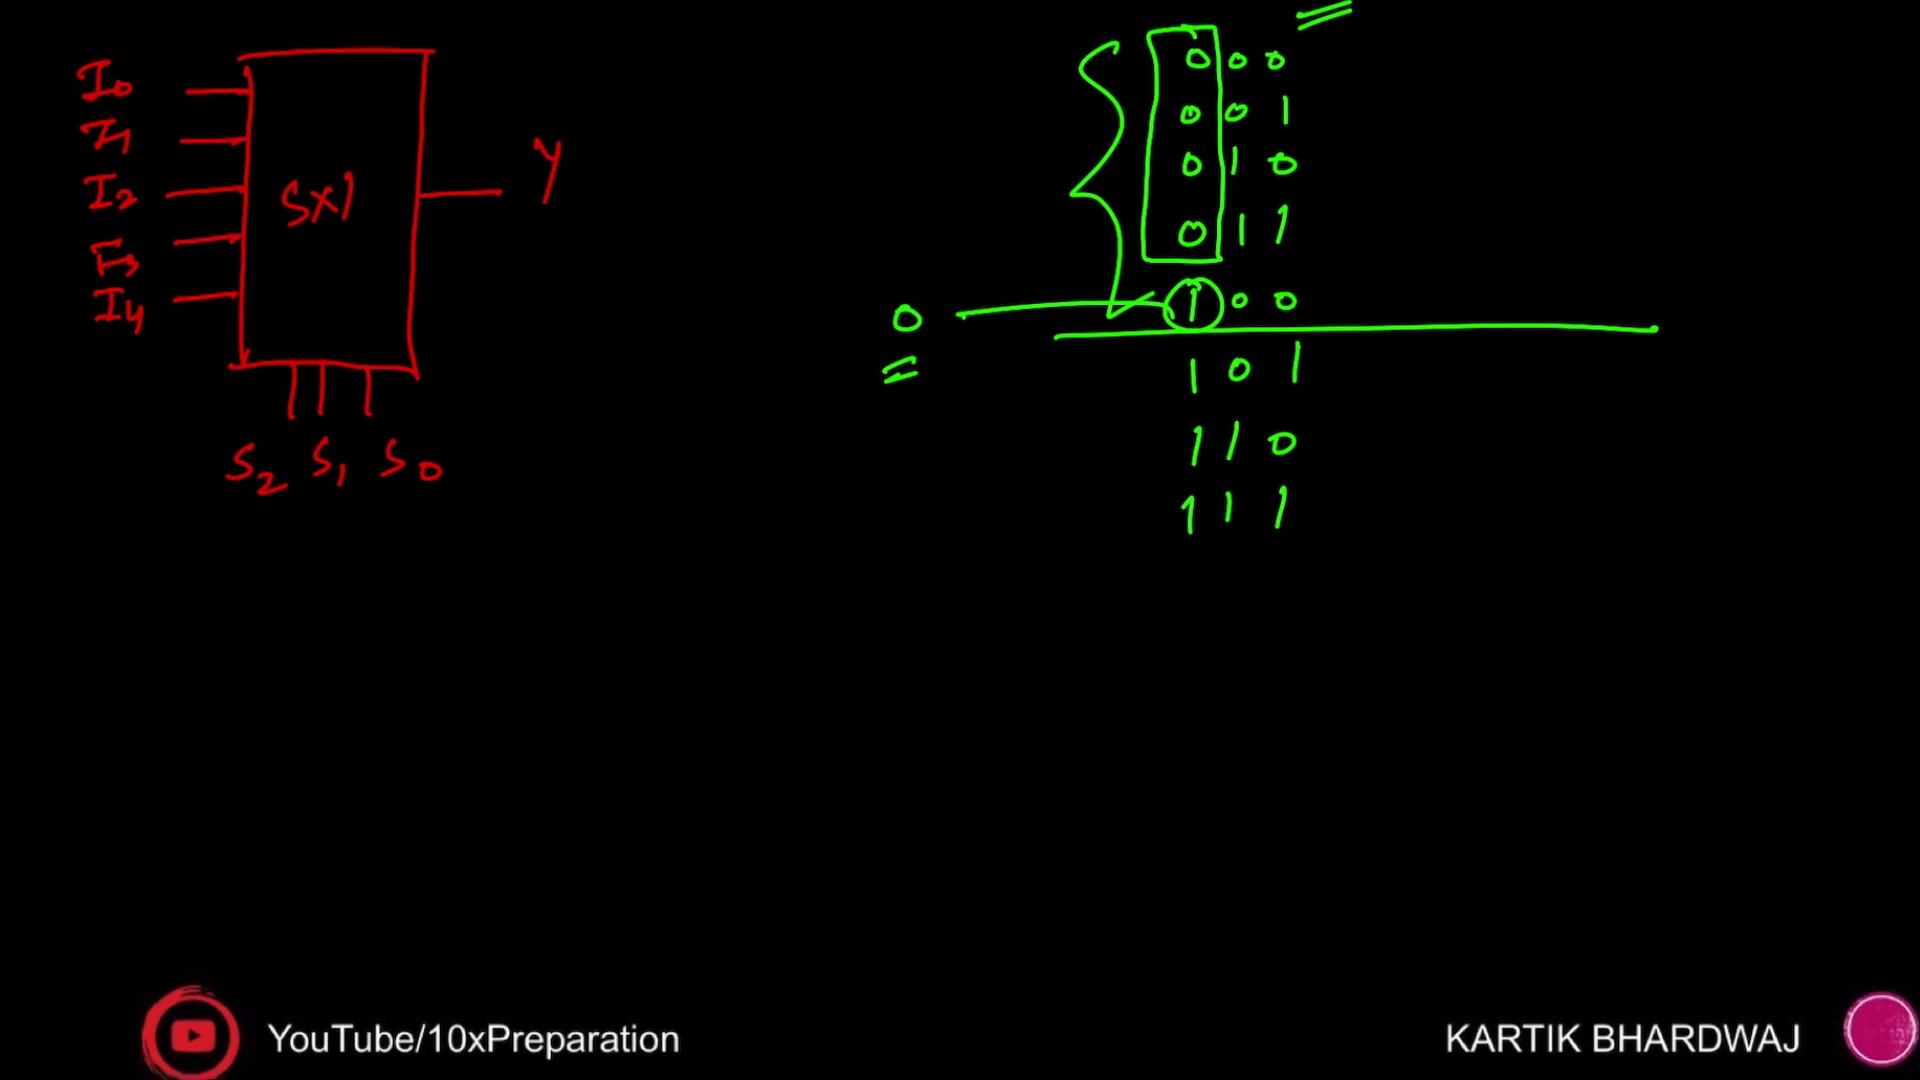 I0
I1
I2
I3
I4
5x1
Y
S2 S1 S0
0 0 0
0 0 1
0 1 0
0 1 1
0
1 0 0
1 0 1
1 1 0
1 1 1
YouTube/10xPreparation
KARTIK BHARDWAJ